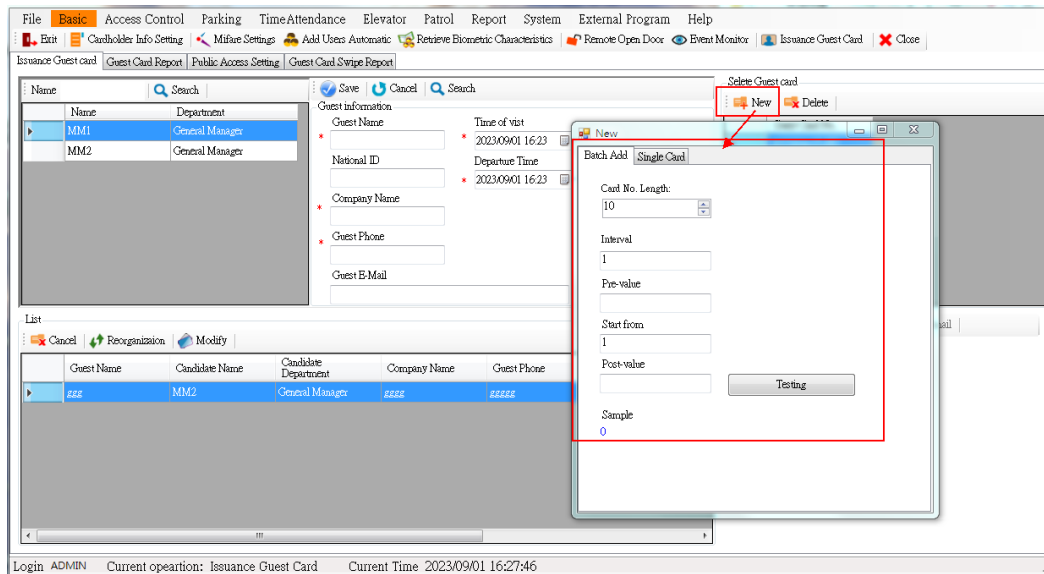 File Basic Access Control Parking TimeAttendance Elevator Patrol Report System External Program Help
Exit Cardholder Info Setting Mifare Settings Add Users Automatic Retrieve Biometric Characteristics Remote Open Door Event Monitor Issuance Guest Card Close
Issuance Guest card Guest Card Report Public Access Setting Guest Card Swipe Report
Name Search
Name Department
MM1 General Manager
MM2 General Manager
Save Cancel Search
Guest information
Guest Name Time of vist
* * 2023/09/01 16:23
National ID Departure Time
* 2023/09/01 16:23
Company Name
*
Guest Phone
*
Guest E-Mail
Selete Guest card
New Delete
New
Batch Add Single Card
Card No. Length:
10
Interval
1
Pre-value
Start from
1
Post-value
Testing
Sample
0
List
Cancel Reorganizaion Modify
Guest Name Candidate Name Candidate Department Company Name Guest Phone
ggg MM2 General Manager gggg ggggg
Login ADMIN Current opeartion: Issuance Guest Card Current Time 2023/09/01 16:27:46